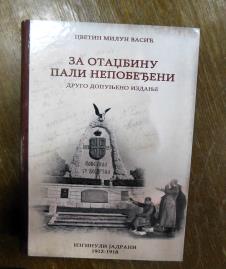 ЦВЕТИН МИЛУН ВАСИЋ
ЗА ОТАЏБИНУ
ПАЛИ НЕПОБЕЂЕНИ
ДРУГО ДОПУЊЕНО ИЗДАЊЕ
ИЗГИНУЛИ ЈАДРАНИ
1912-1918